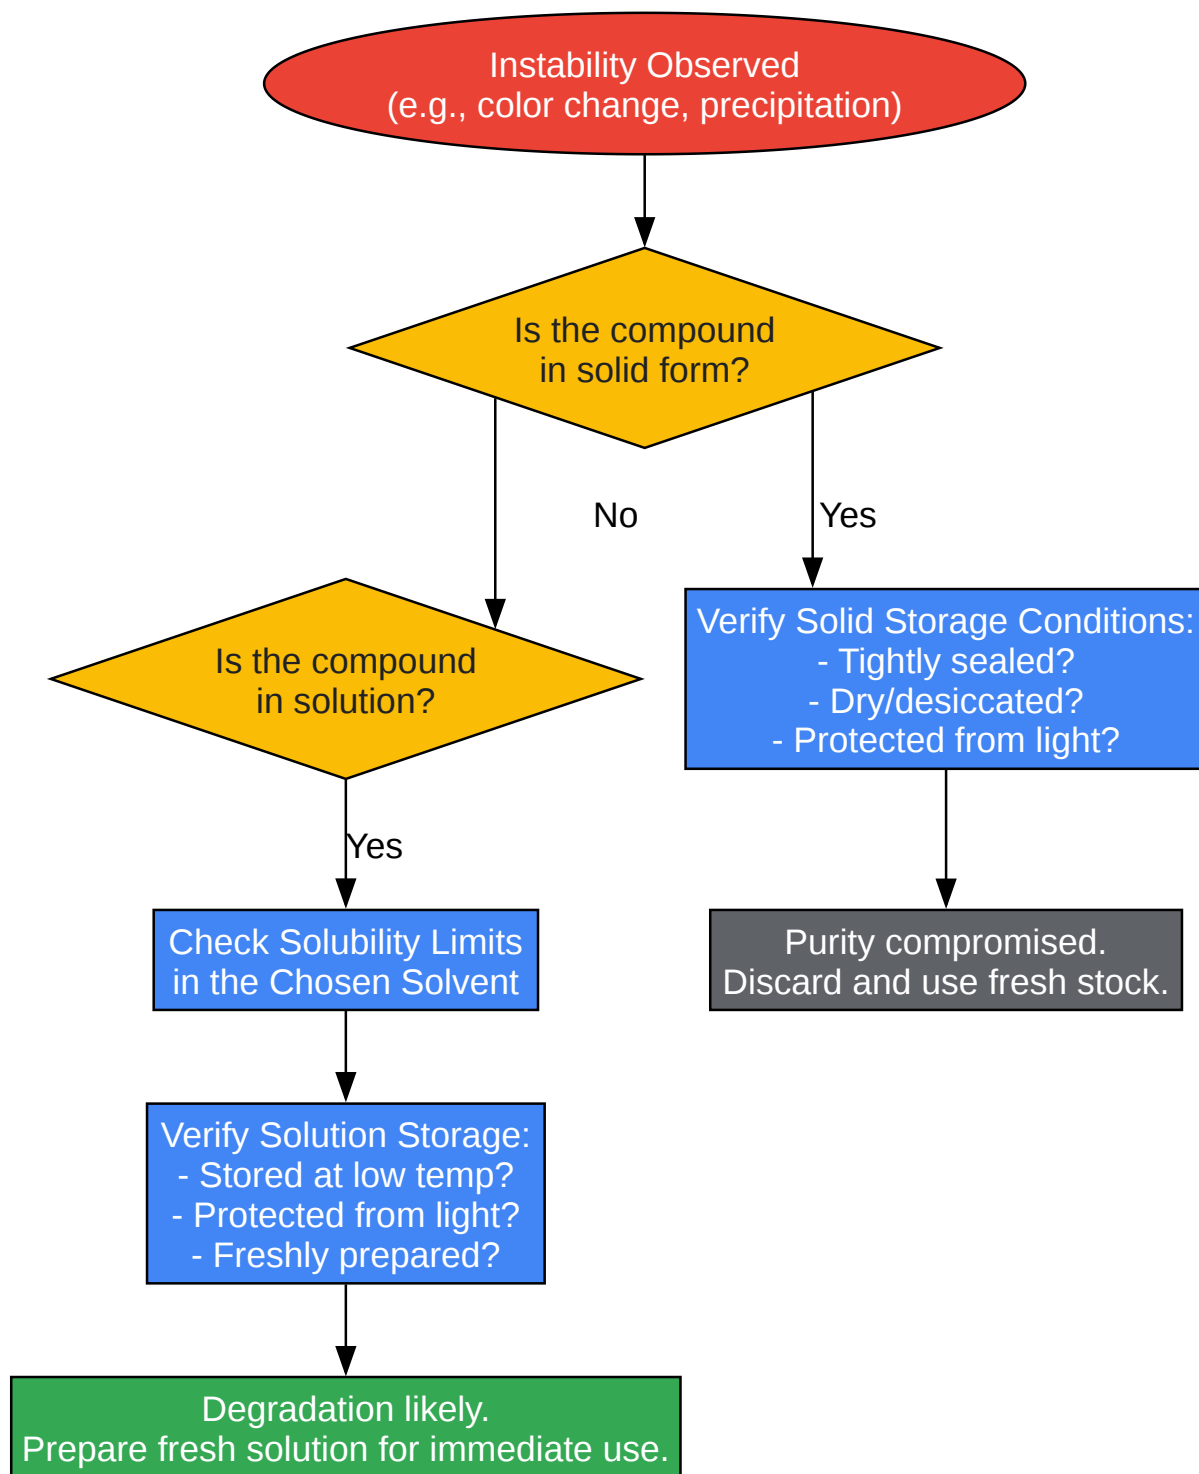 Instability Observed
(e.g., color change, precipitation)
Is the compound
in solid form?
No
Yes
Is the compound
in solution?
Verify Solid Storage Conditions:
- Tightly sealed?
- Dry/desiccated?
- Protected from light?
Yes
Check Solubility Limits
in the Chosen Solvent
Purity compromised.
Discard and use fresh stock.
Verify Solution Storage:
- Stored at low temp?
- Protected from light?
- Freshly prepared?
Degradation likely.
Prepare fresh solution for immediate use.